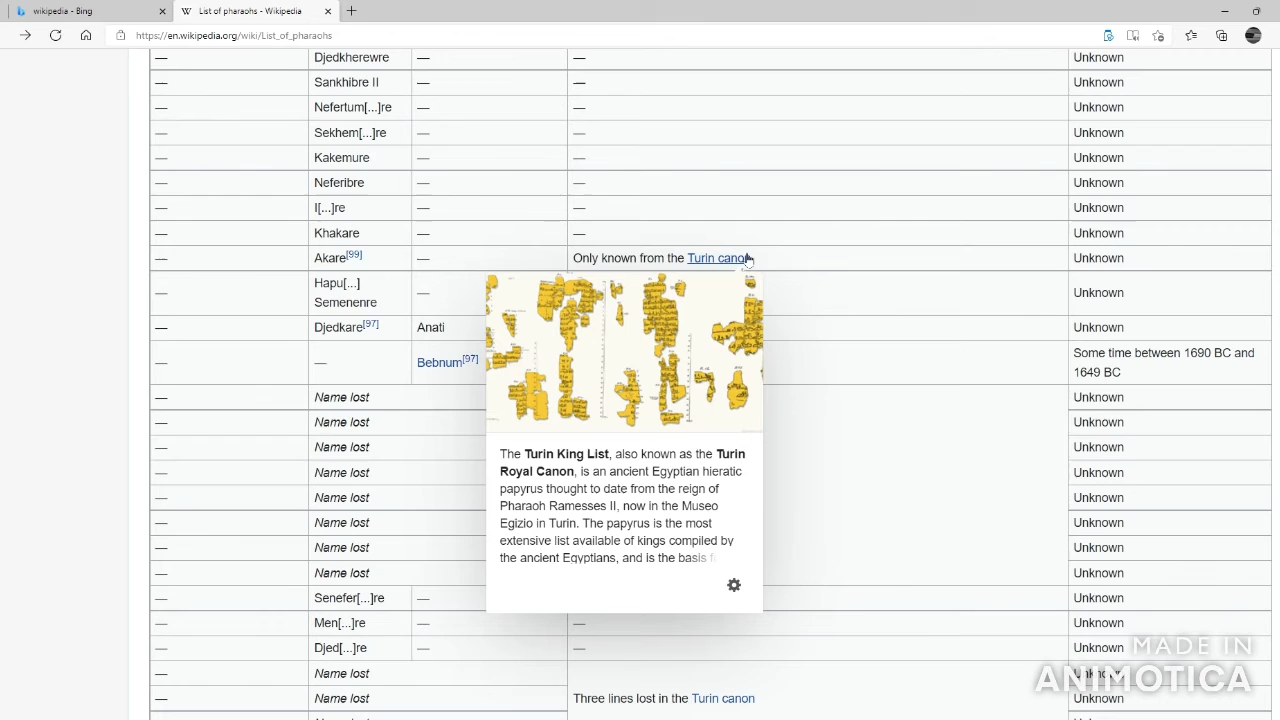 wikipedia - Bing
List of pharaohs - Wikipedia
https://en.wikipedia.org/wiki/List_of_pharaohs
— Djedkherewre — — Unknown
— Sankhibre II — — Unknown
— Nefertum[...]re — — Unknown
— Sekhem[...]re — — Unknown
— Kakemure — — Unknown
— Neferibre — — Unknown
— I[...]re — — Unknown
— Khakare — — Unknown
— Akare[99] Only known from the Turin canon Unknown
— Hapu[...] Semenenre — Unknown
— Djedkare[97] Anati Unknown
— — Bebnum[97] Some time between 1690 BC and 1649 BC
— Name lost Unknown
— Name lost Unknown
— Name lost Unknown
— Name lost Unknown
— Name lost Unknown
— Name lost Unknown
— Name lost Unknown
— Name lost Unknown
— Senefer[...]re — Unknown
— Men[...]re — — Unknown
— Djed[...]re — — Unknown
— Name lost Unknown
— Name lost Three lines lost in the Turin canon Unknown
The Turin King List, also known as the Turin
Royal Canon, is an ancient Egyptian hieratic
papyrus thought to date from the reign of
Pharaoh Ramesses II, now in the Museo
Egizio in Turin. The papyrus is the most
extensive list available of kings compiled by
the ancient Egyptians, and is the basis
MADE IN
ANIMOTICA